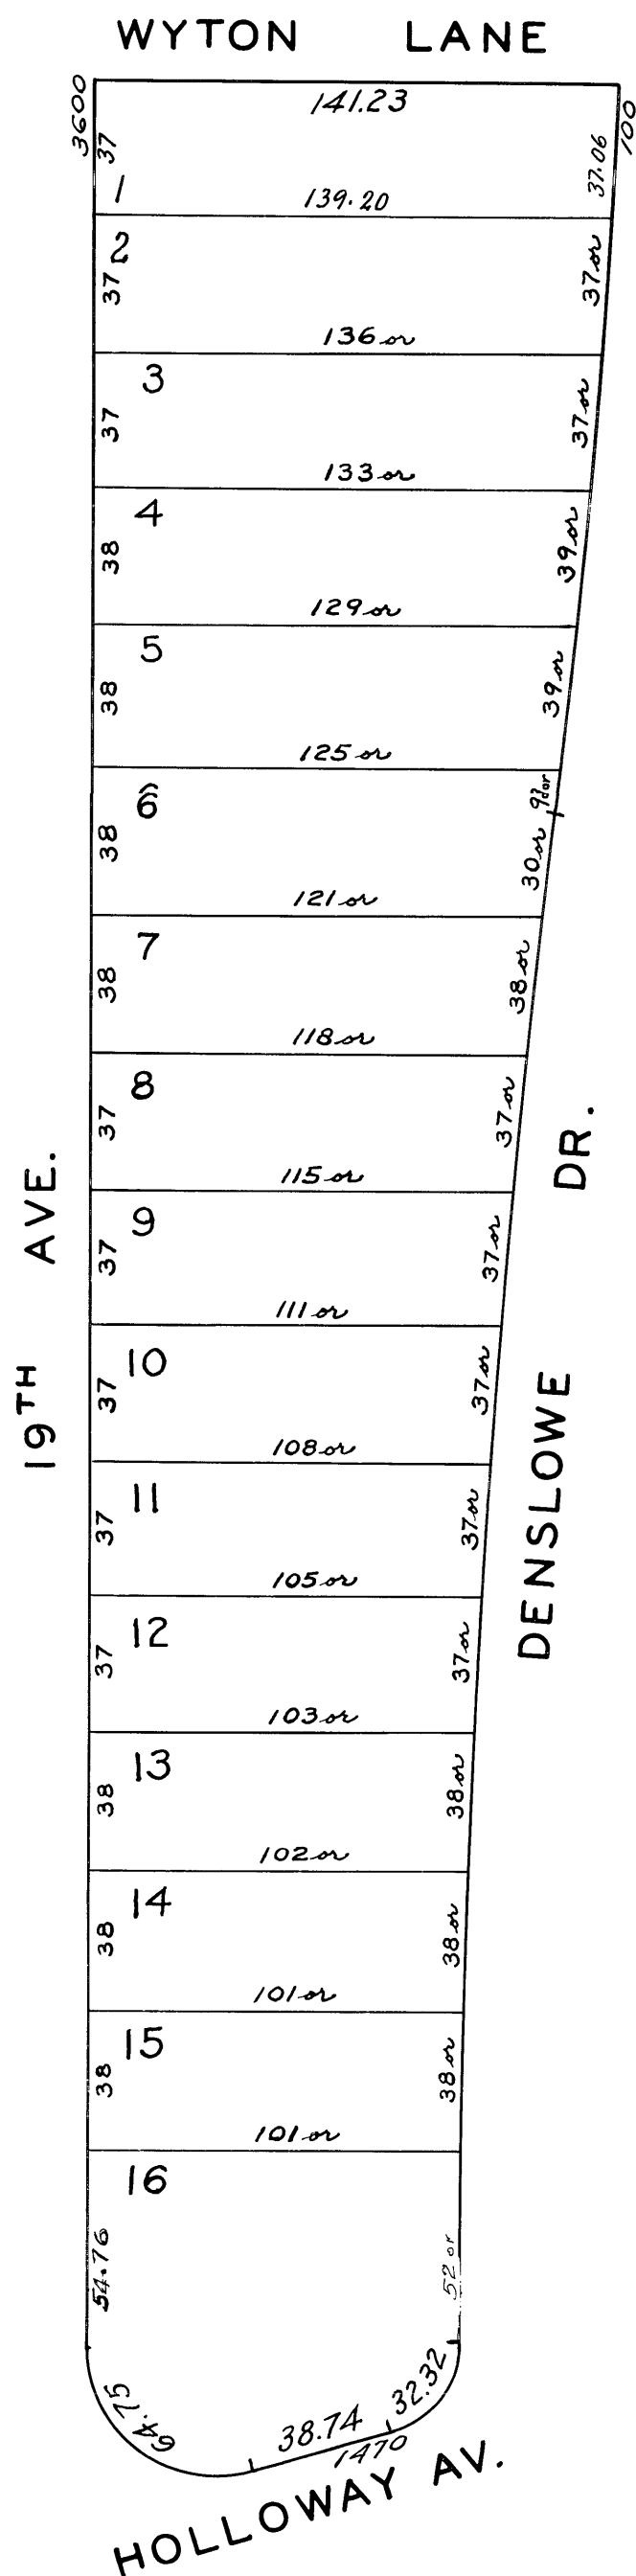 WYTON LANE
3600
141.23
100
37
37.06
1
139.20
2
37
37 or
136 or
3
37
37 or
133 or
4
38
39 or
129 or
5
38
39 or
125 or
6
38
30 or
121 or
7
38
38 or
118 or
8
37
37 or
115 or
9
37
37 or
111 or
10
37
37 or
108 or
11
37
37 or
105 or
12
37
37 or
103 or
13
38
38 or
102 or
14
38
38 or
101 or
15
38
38 or
101 or
16
54.76
52 or
64.75
38.74
32.32
1470
19TH AVE.
DENSLOWE DR.
HOLLOWAY AV.